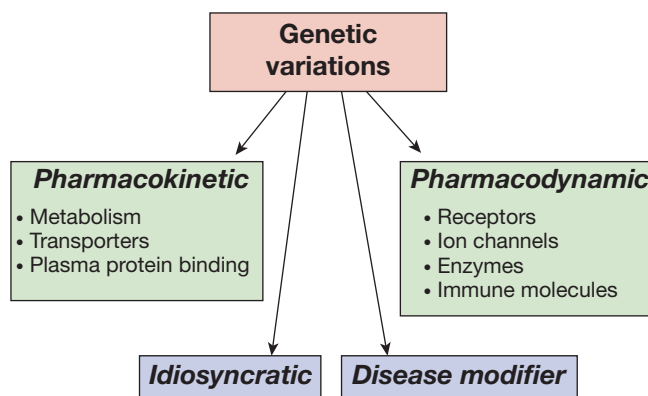 Genetic
variations
Pharmacokinetic
• Metabolism
• Transporters
• Plasma protein binding
Pharmacodynamic
• Receptors
• Ion channels
• Enzymes
• Immune molecules
Idiosyncratic
Disease modifier